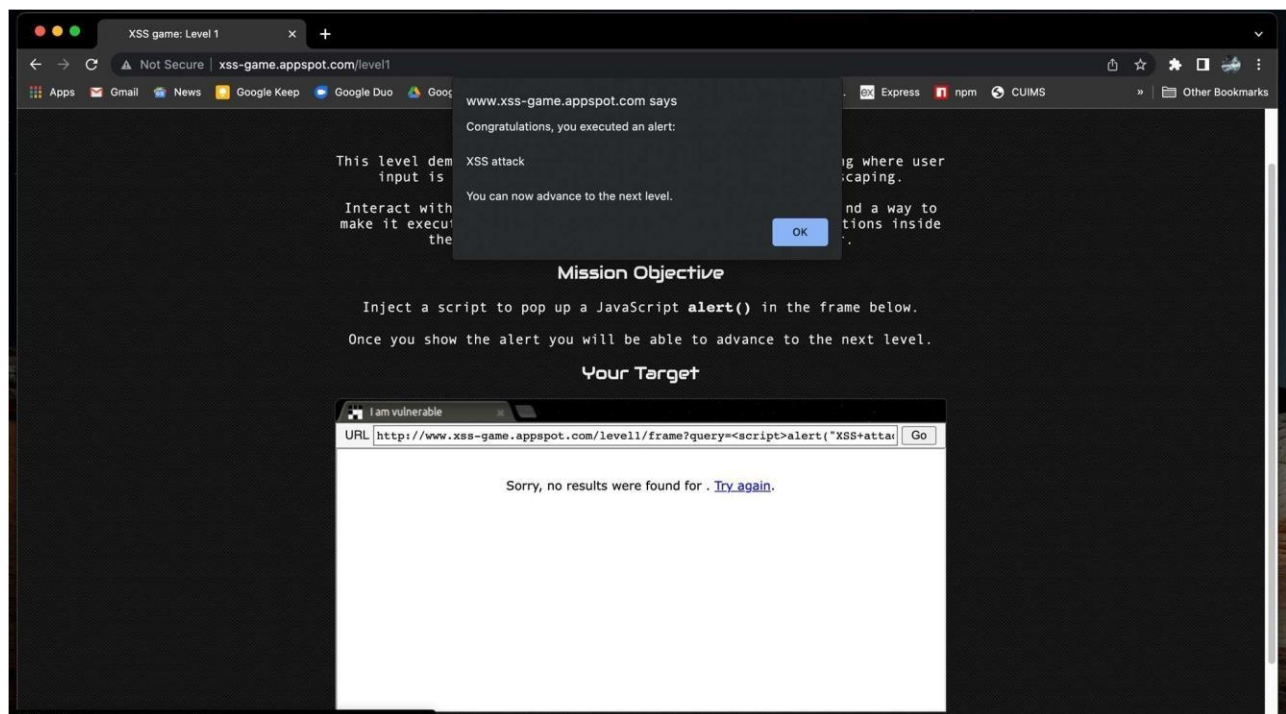 XSS game: Level 1
Not Secure | xss-game.appspot.com/level1
Apps Gmail News Google Keep Google Duo Goog Express npm CUIMS » Other Bookmarks
www.xss-game.appspot.com says
Congratulations, you executed an alert:
XSS attack
You can now advance to the next level.
OK
This level dem where user
input is
Interact with nd a way to
make it execut tions inside
the
Mission Objective
Inject a script to pop up a JavaScript alert() in the frame below.
Once you show the alert you will be able to advance to the next level.
Your Target
I am vulnerable
URL http://www.xss-game.appspot.com/level1/frame?query=<script>alert("XSS+attac Go
Sorry, no results were found for . Try again.